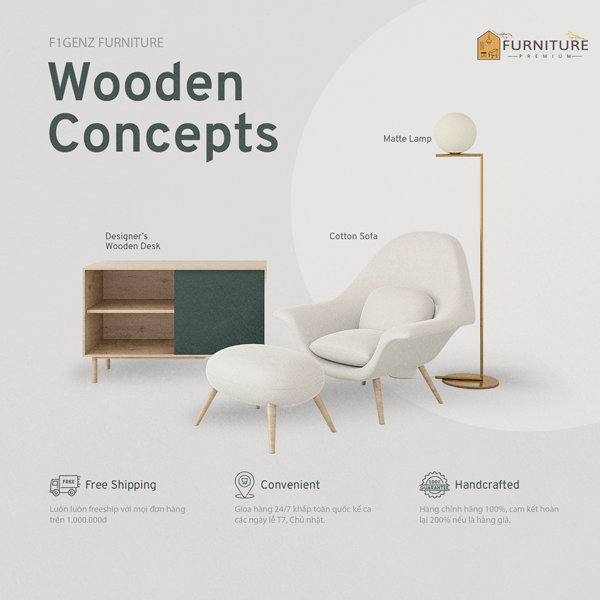 F1GENZ FURNITURE
FURNITURE
PREMIUM
Wooden
Concepts
Matte Lamp
Designer's
Wooden Desk
Cotton Sofa
FREE
Free Shipping
Luôn luôn freeship với mọi đơn hàng
trên 1.000.000đ
Convenient
Gioa hàng 24/7 khắp toàn quốc kể ca
các ngày lễ T7, Chủ nhật.
100%
GUARANTEE
Handcrafted
Hàng chính hãng 100%, cam kết hoàn
lại 200% nếu là hàng giả.